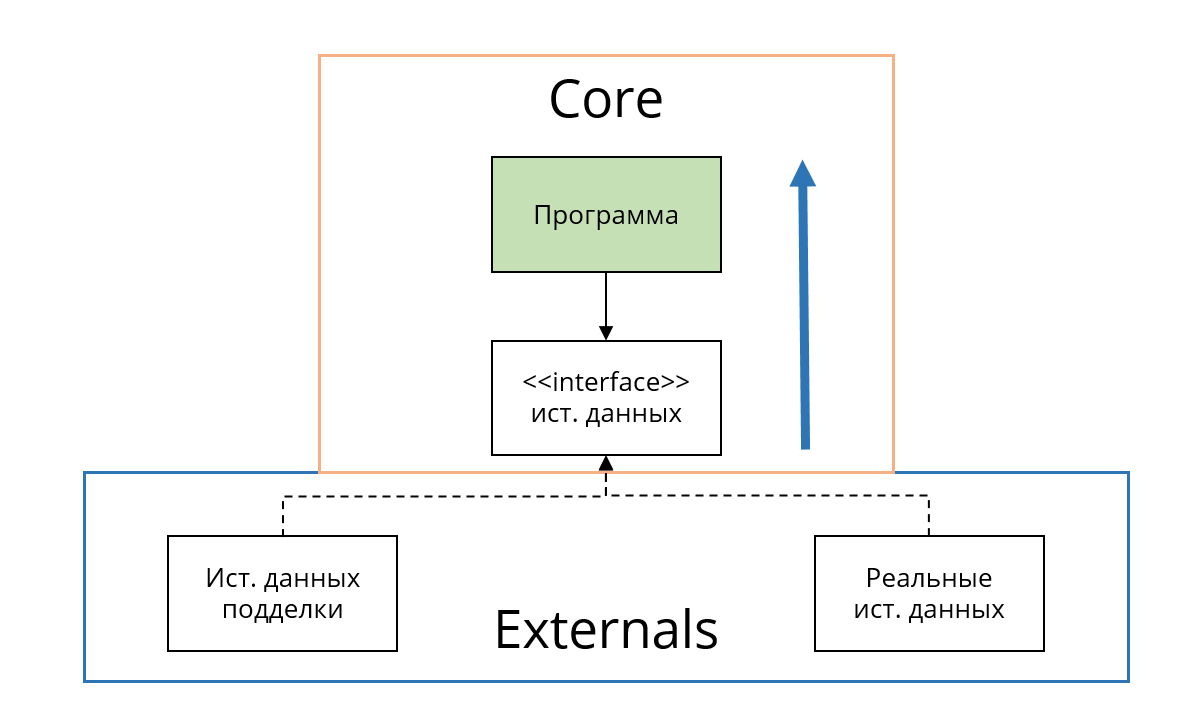 Core
Программа
<<interface>>
ист. данных
Ист. данных
подделки
Реальные
ист. данных
Externals